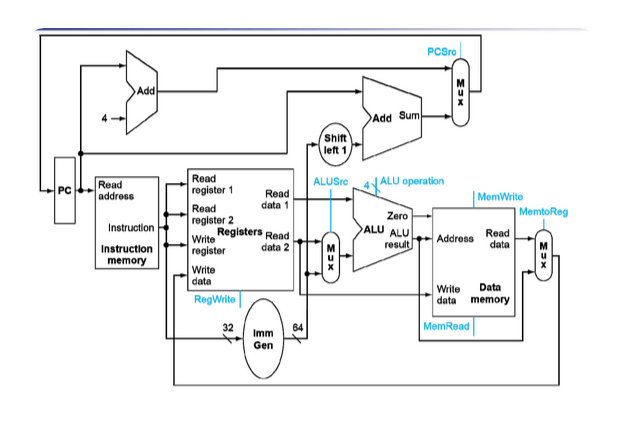 PCSrc
Add
4
M
u
x
Add Sum
Shift
left 1
PC
Read
address
Instruction
Instruction
memory
Read
register 1
Read
register 2
Write
register
Write
data
Registers
Read
data 1
Read
data 2
RegWrite
ALUSrc
M
u
x
4
ALU operation
Zero
ALU
ALU
result
MemWrite
MemtoReg
Address
Read
data
Write
data
Data
memory
MemRead
M
u
x
32
Imm
Gen
64